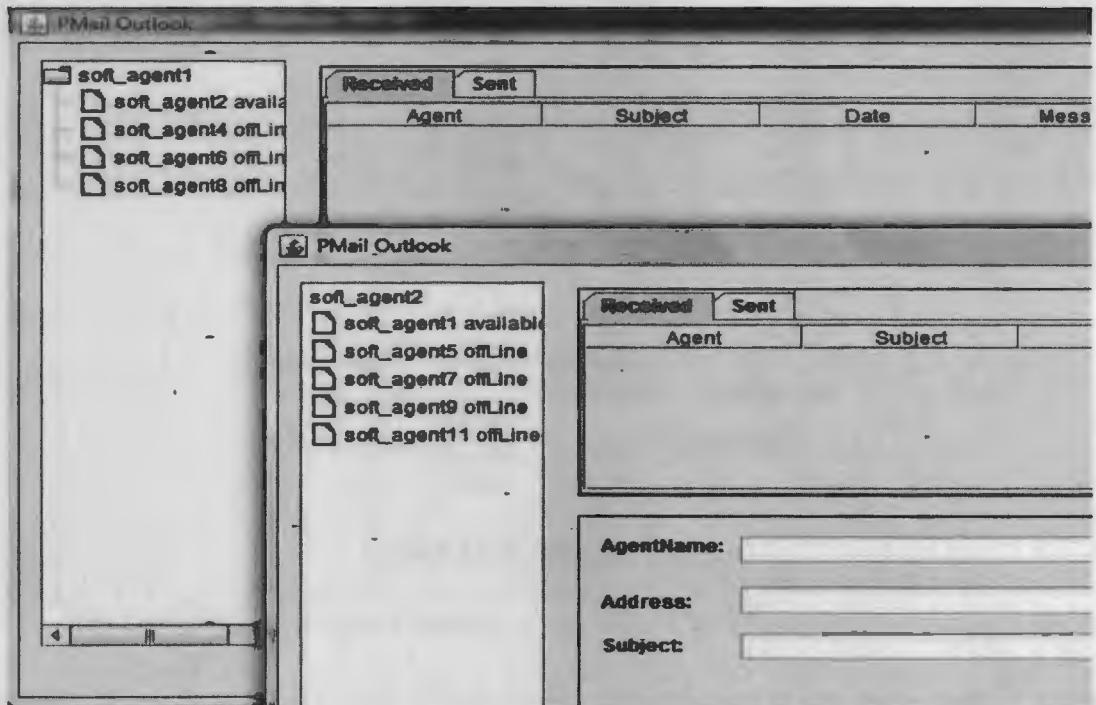 PMail Outlook
soft_agent1
soft_agent2 availa
soft_agent4 offLin
soft_agent6 offLin
soft_agent8 offLin
Received Sent
Agent Subject Date Mess
PMail Outlook
soft_agent2
soft_agent1 available
soft_agent5 offLine
soft_agent7 offLine
soft_agent9 offLine
soft_agent11 offLine
Received Sent
Agent Subject
AgentName:
Address:
Subject: